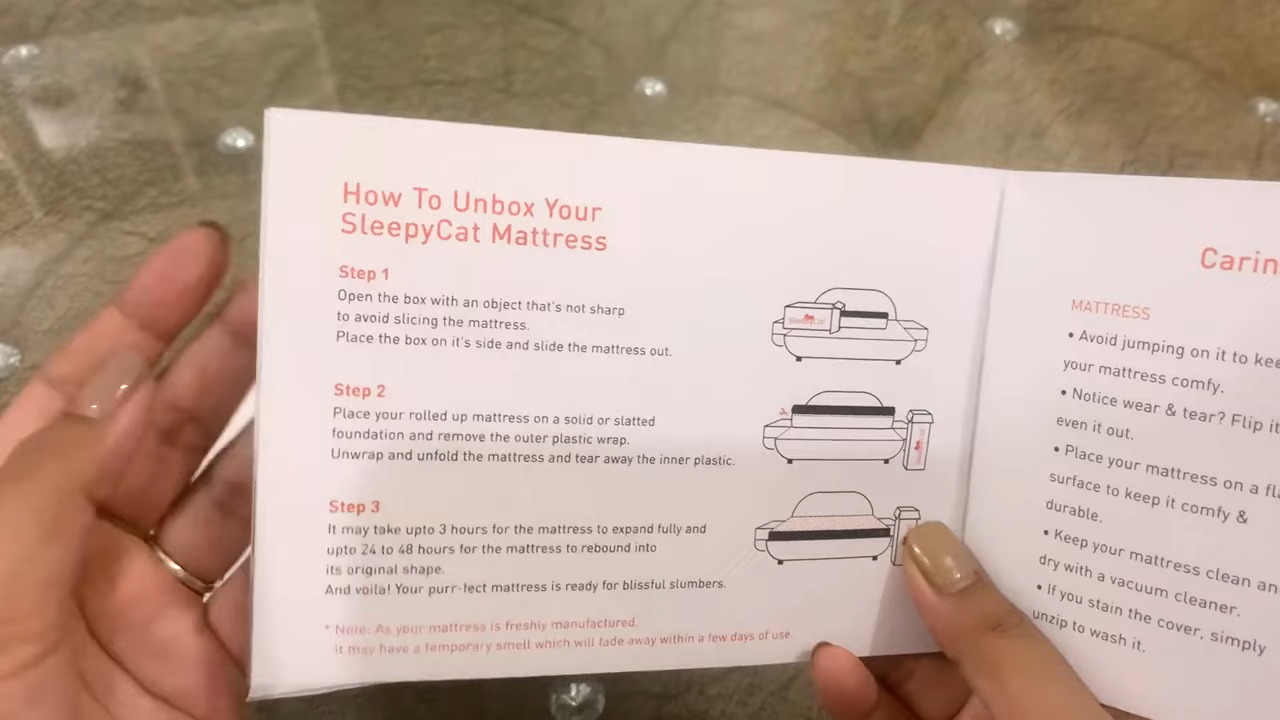 How To Unbox Your
SleepyCat Mattress
Step 1
Open the box with an object that's not sharp
to avoid slicing the mattress.
Place the box on it's side and slide the mattress out.
Step 2
Place your rolled up mattress on a solid or slatted
foundation and remove the outer plastic wrap.
Unwrap and unfold the mattress and tear away the inner plastic.
Step 3
It may take upto 3 hours for the mattress to expand fully and
upto 24 to 48 hours for the mattress to rebound into
its original shape.
And voila! Your purr-fect mattress is ready for blissful slumbers.
* Note: As your mattress is freshly manufactured.
it may have a temporary smell which will fade away within a few days of use.
SleepyCat
Carin
MATTRESS
• Avoid jumping on it to kee
your mattress comfy.
• Notice wear & tear? Flip it
even it out.
• Place your mattress on a fla
surface to keep it comfy &
durable.
• Keep your mattress clean an
dry with a vacuum cleaner.
• If you stain the cover, simply
unzip to wash it.